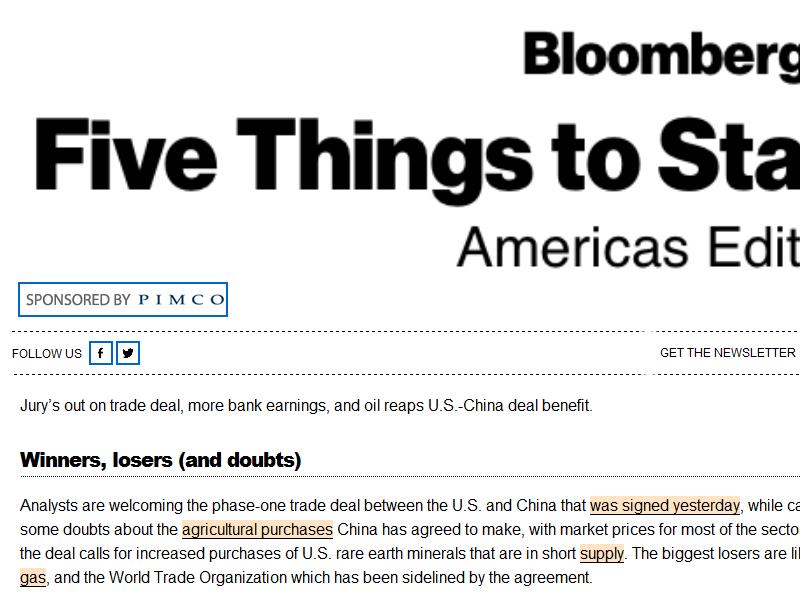 Bloomberg
Five Things to Sta
Americas Edit
SPONSORED BY PIMCO
FOLLOW US
GET THE NEWSLETTER
Jury’s out on trade deal, more bank earnings, and oil reaps U.S.-China deal benefit.
Winners, losers (and doubts)
Analysts are welcoming the phase-one trade deal between the U.S. and China that was signed yesterday, while ca
some doubts about the agricultural purchases China has agreed to make, with market prices for most of the secto
the deal calls for increased purchases of U.S. rare earth minerals that are in short supply. The biggest losers are li
gas, and the World Trade Organization which has been sidelined by the agreement.